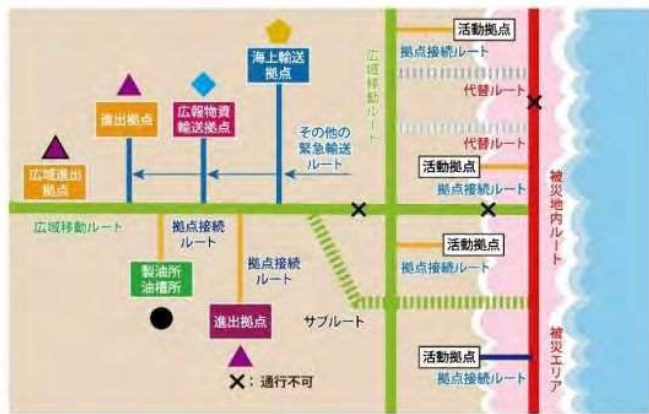 海上輸送
拠点
活動拠点
拠点接続ルート
代替ルート
進出拠点
広報物資
輸送拠点
広域移動ルート
その他の
緊急輸送
ルート
代替ルート
広域進出
拠点
活動拠点
拠点接続ルート
広域移動ルート
拠点接続
ルート
被災地内ルート
製油所
油槽所
拠点接続
ルート
活動拠点
拠点接続ルート
進出拠点
サブルート
被災エリア
×:通行不可
活動拠点
拠点接続ルート